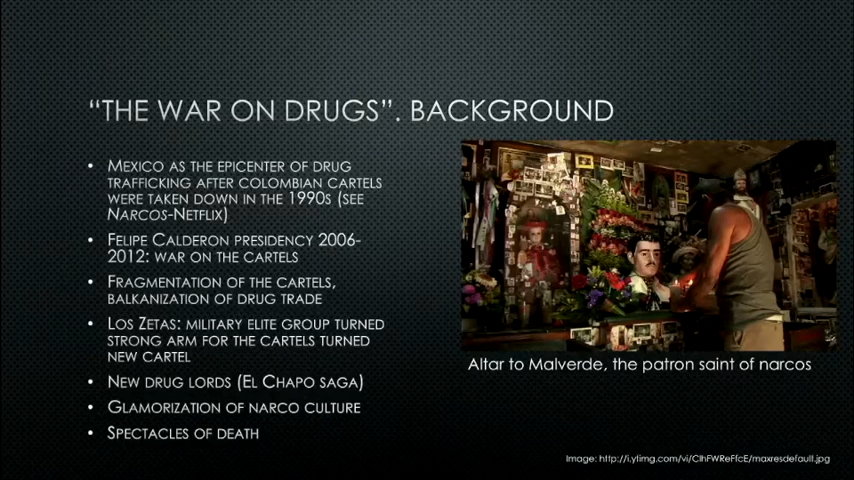 “THE WAR ON DRUGS”. BACKGROUND
• MEXICO AS THE EPICENTER OF DRUG
TRAFFICKING AFTER COLOMBIAN CARTELS
WERE TAKEN DOWN IN THE 1990S (SEE
NARCOS-NETFLIX)
• FELIPE CALDERON PRESIDENCY 2006-
2012: WAR ON THE CARTELS
• FRAGMENTATION OF THE CARTELS,
BALKANIZATION OF DRUG TRADE
• LOS ZETAS: MILITARY ELITE GROUP TURNED
STRONG ARM FOR THE CARTELS TURNED
NEW CARTEL
• NEW DRUG LORDS (EL CHAPO SAGA)
• GLAMORIZATION OF NARCO CULTURE
• SPECTACLES OF DEATH
Altar to Malverde, the patron saint of narcos
Image: http://i.ytimg.com/vi/ClhFWReFfcE/maxresdefault.jpg